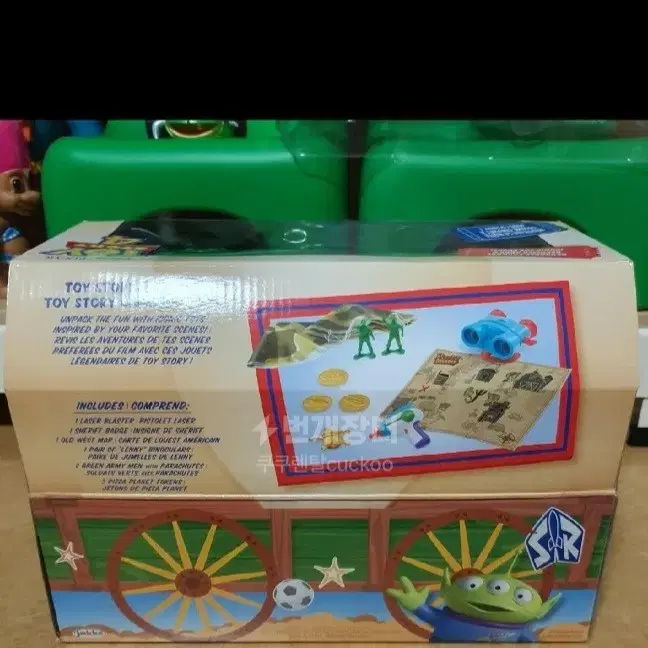 TOY STORY
TOY STORY
UNPACK THE FUN WITH ICONIC TOYS
INSPIRED BY YOUR FAVORITE SCENES!
REVIS LES AVENTURES DE TES SCENES
PRÉFÉRÉES DU FILM AVEC CES JOUETS
LÉGENDAIRES DE TOY STORY!
INCLUDES | COMPREND:
1 LASER BLASTER | PISTOLET LASER
1 SHERIFF BADGE | INSIGNE DE SHERIFF
1 OLD WEST MAP | CARTE DE L'OUEST AMÉRICAIN
1 PAIR OF "LENNY" BINOCULARS |
PAIRE DE JUMELLES DE LENNY
2 GREEN ARMY MEN WITH PARACHUTES
SOLDATS VERTS AVEC PARACHUTES
3 PIZZA PLANET TOKENS |
JETONS DE PIZZA PLANET
번개장터
쿠쿠렌탈cuckoo